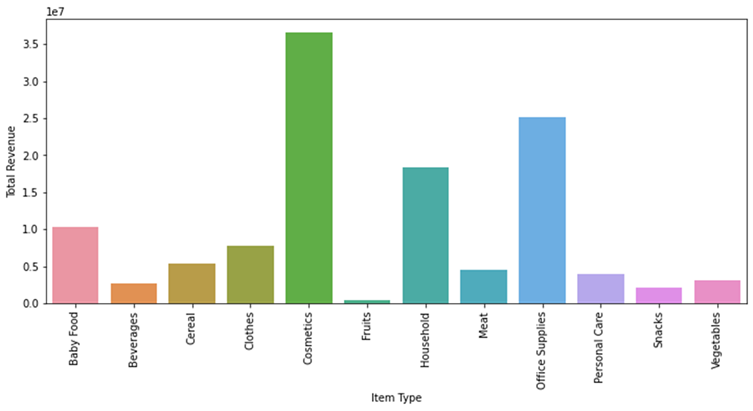 1e7
3.5
3.0
2.5
2.0
1.5
1.0
0.5
0.0
Total Revenue
Baby Food
Beverages
Cereal
Clothes
Cosmetics
Fruits
Household
Meat
Office Supplies
Personal Care
Snacks
Vegetables
Item Type